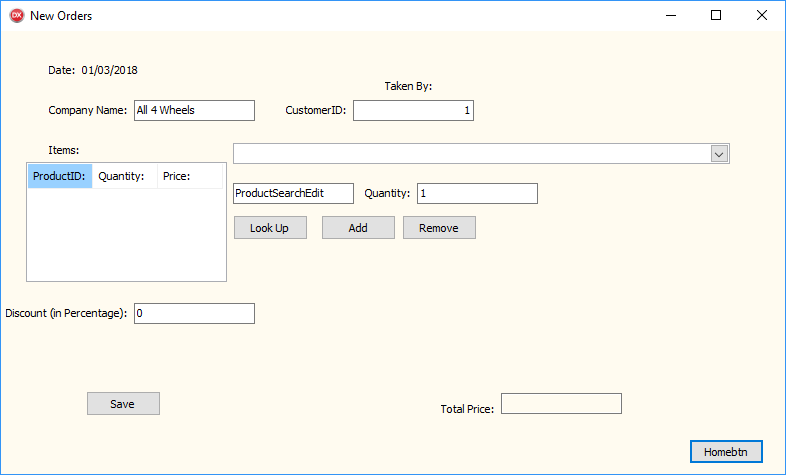 DX New Orders
Date: 01/03/2018
Taken By:
Company Name: All 4 Wheels CustomerID: 1
Items:
ProductID: Quantity: Price:
ProductSearchEdit Quantity: 1
Look Up Add Remove
Discount (in Percentage): 0
Save
Total Price:
Homebtn